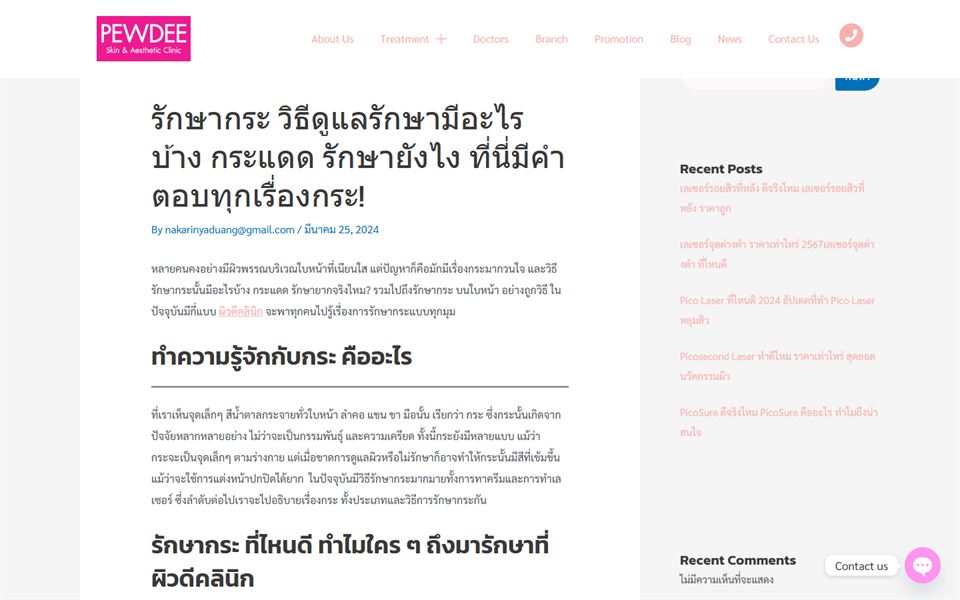 PEWDEE
Skin & Aesthetic Clinic
About Us
Treatment
Doctors
Branch
Promotion
Blog
News
Contact Us
รักษากระ วิธีดูแลรักษามีอะไร
บ้าง กระแดด รักษายังไง ที่นี่มีคำ
ตอบทุกเรื่องกระ!
By nakarinyaduang@gmail.com / มีนาคม 25, 2024
หลายคนคงอย่างมีผิวพรรณบริเวณใบหน้าที่เนียนใส แต่ปัญหาก็คือมักมีเรื่องกระมากวนใจ และวิธี
รักษากระนั้นมีอะไรบ้าง กระแดด รักษายากจริงไหม? รวมไปถึงรักษากระ บนใบหน้า อย่างถูกวิธี ใน
ปัจจุบันมีกี่แบบ ผิวดีคลินิก จะพาทุกคนไปรู้เรื่องการรักษากระแบบทุกมุม
ทำความรู้จักกับกระ คืออะไร
ที่เราเห็นจุดเล็กๆ สีน้ำตาลกระจายทั่วใบหน้า ลำคอ แขน ขา มือนั้น เรียกว่า กระ ซึ่งกระนั้นเกิดจาก
ปัจจัยหลากหลายอย่าง ไม่ว่าจะเป็นกรรมพันธุ์ และความเครียด ทั้งนี้กระยังมีหลายแบบ แม้ว่า
กระจะเป็นจุดเล็กๆ ตามร่างกาย แต่เมื่อขาดการดูแลผิวหรือไม่รักษาก็อาจทำให้กระนั้นมีสีที่เข้มขึ้น
แม้ว่าจะใช้การแต่งหน้าปกปิดได้ยาก ในปัจจุบันมีวิธีรักษากระมากมายทั้งการทาครีมและการทำเล
เซอร์ ซึ่งลำดับต่อไปเราจะไปอธิบายเรื่องกระ ทั้งประเภทและวิธีการรักษากระกัน
รักษากระ ที่ไหนดี ทำไมใคร ๆ ถึงมารักษาที่
ผิวดีคลินิก
Recent Posts
เลเซอร์รอยสิวที่หลัง ดีจริงไหม เลเซอร์รอยสิวที่
หลัง ราคาถูก
เลเซอร์จุดด่างดำ ราคาเท่าไหร่ 2567เลเซอร์จุดด่า
งดำ ที่ไหนดี
Pico Laser ที่ไหนดี 2024 อัปเดตที่ทำ Pico Laser
หลุมสิว
Picosecond Laser ทำดีไหม ราคาเท่าไหร่ สุดยอด
นวัตกรรมผิว
PicoSure ดีจริงไหม PicoSure คืออะไร ทำไมถึงน่า
สนใจ
Recent Comments
ไม่มีความเห็นที่จะแสดง
Contact us